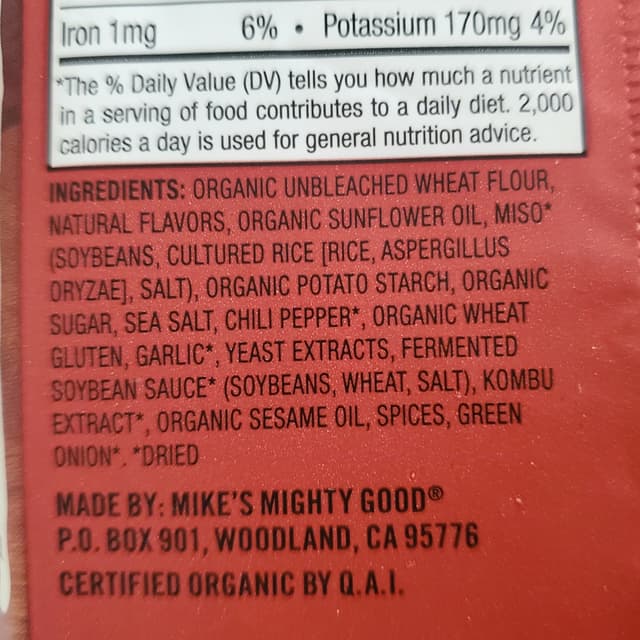 Iron 1mg 6% • Potassium 170mg 4%
*The % Daily Value (DV) tells you how much a nutrient
in a serving of food contributes to a daily diet. 2,000
calories a day is used for general nutrition advice.
INGREDIENTS: ORGANIC UNBLEACHED WHEAT FLOUR,
NATURAL FLAVORS, ORGANIC SUNFLOWER OIL, MISO*
(SOYBEANS, CULTURED RICE [RICE, ASPERGILLUS
ORYZAE], SALT), ORGANIC POTATO STARCH, ORGANIC
SUGAR, SEA SALT, CHILI PEPPER*, ORGANIC WHEAT
GLUTEN, GARLIC*, YEAST EXTRACTS, FERMENTED
SOYBEAN SAUCE* (SOYBEANS, WHEAT, SALT), KOMBU
EXTRACT*, ORGANIC SESAME OIL, SPICES, GREEN
ONION*. *DRIED
MADE BY: MIKE'S MIGHTY GOOD®
P.O. BOX 901, WOODLAND, CA 95776
CERTIFIED ORGANIC BY Q.A.I.